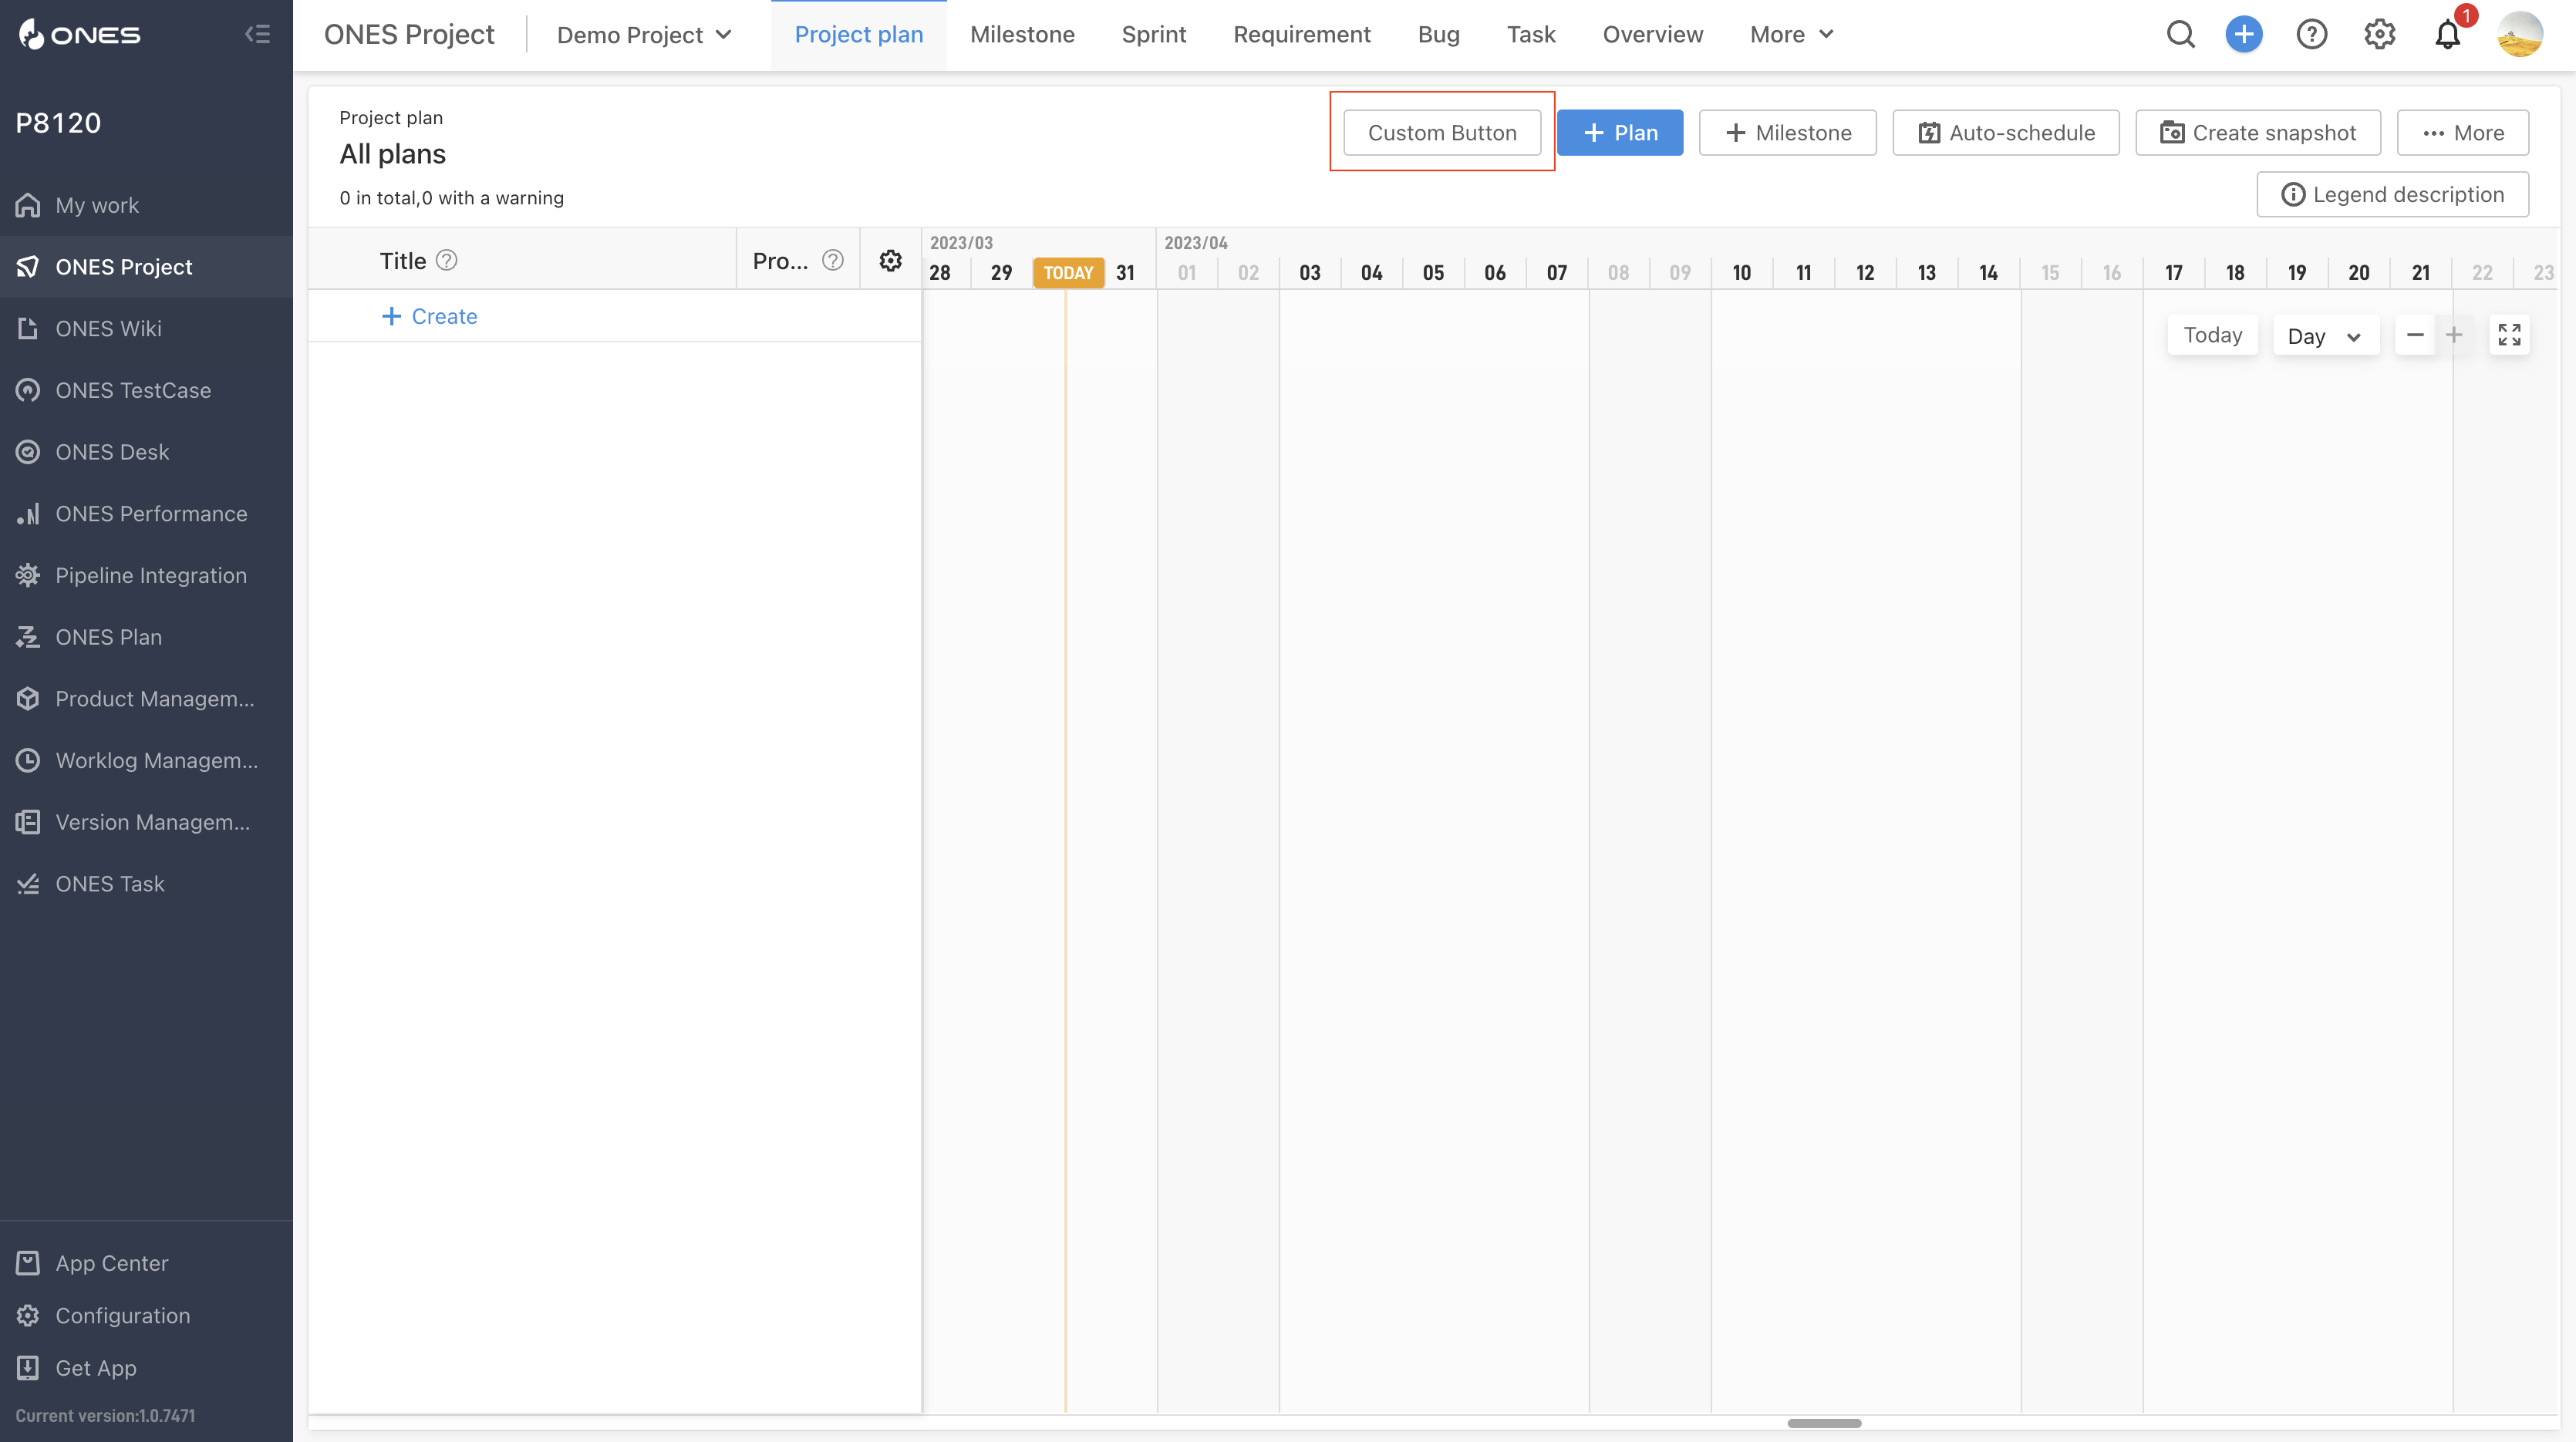 ONES
P8120
My work
ONES Project
ONES Wiki
ONES TestCase
ONES Desk
ONES Performance
Pipeline Integration
ONES Plan
Product Managem...
Worklog Managem...
Version Managem...
ONES Task
App Center
Configuration
Get App
Current version:1.0.7471
ONES Project
Demo Project
Project plan
Milestone
Sprint
Requirement
Bug
Task
Overview
More
1
Project plan
All plans
0 in total,0 with a warning
Custom Button
Plan
Milestone
Auto-schedule
Create snapshot
More
Legend description
Title
Pro...
2023/03
2023/04
28 29 TODAY 31 01 02 03 04 05 06 07 08 09 10 11 12 13 14 15 16 17 18 19 20 21 22 23
Create
Today
Day